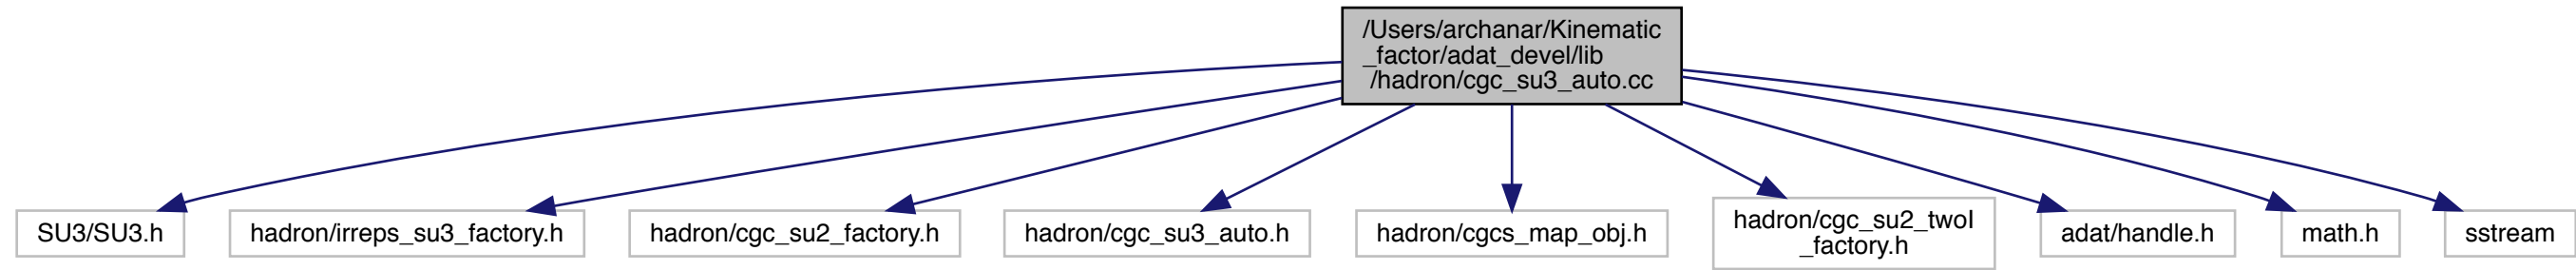 /Users/archanar/Kinematic
_factor/adat_devel/lib
/hadron/cgc_su3_auto.cc
SU3/SU3.h
hadron/irreps_su3_factory.h
hadron/cgc_su2_factory.h
hadron/cgc_su3_auto.h
hadron/cgcs_map_obj.h
hadron/cgc_su2_twoI
_factory.h
adat/handle.h
math.h
sstream